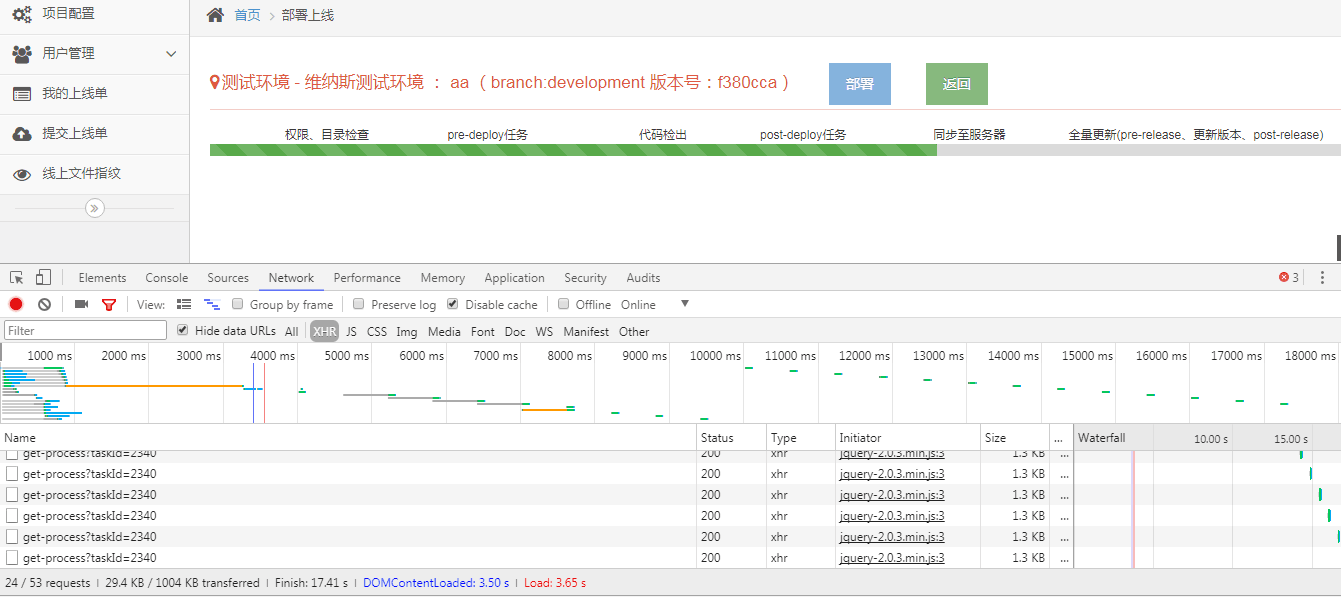 项目配置
首页 > 部署上线
用户管理
我的上线单
提交上线单
线上文件指纹
测试环境 - 维纳斯测试环境 ： aa （branch:development 版本号：f380cca）
部署
返回
权限、目录检查 pre-deploy任务 代码检出 post-deploy任务 同步至服务器 全量更新(pre-release、更新版本、post-release)
Elements Console Sources Network Performance Memory Application Security Audits 3
View: Group by frame Preserve log Disable cache Offline Online
Filter Hide data URLs All XHR JS CSS Img Media Font Doc WS Manifest Other
1000 ms 2000 ms 3000 ms 4000 ms 5000 ms 6000 ms 7000 ms 8000 ms 9000 ms 10000 ms 11000 ms 12000 ms 13000 ms 14000 ms 15000 ms 16000 ms 17000 ms 18000 ms
Name Status Type Initiator Size ... Waterfall 10.00 s 15.00 s
get-process?taskId=2340 200 xhr jquery-2.0.3.min.js:3 1.3 KB ...
get-process?taskId=2340 200 xhr jquery-2.0.3.min.js:3 1.3 KB ...
get-process?taskId=2340 200 xhr jquery-2.0.3.min.js:3 1.3 KB ...
get-process?taskId=2340 200 xhr jquery-2.0.3.min.js:3 1.3 KB ...
get-process?taskId=2340 200 xhr jquery-2.0.3.min.js:3 1.3 KB ...
get-process?taskId=2340 200 xhr jquery-2.0.3.min.js:3 1.3 KB ...
24 / 53 requests | 29.4 KB / 1004 KB transferred | Finish: 17.41 s | DOMContentLoaded: 3.50 s | Load: 3.65 s